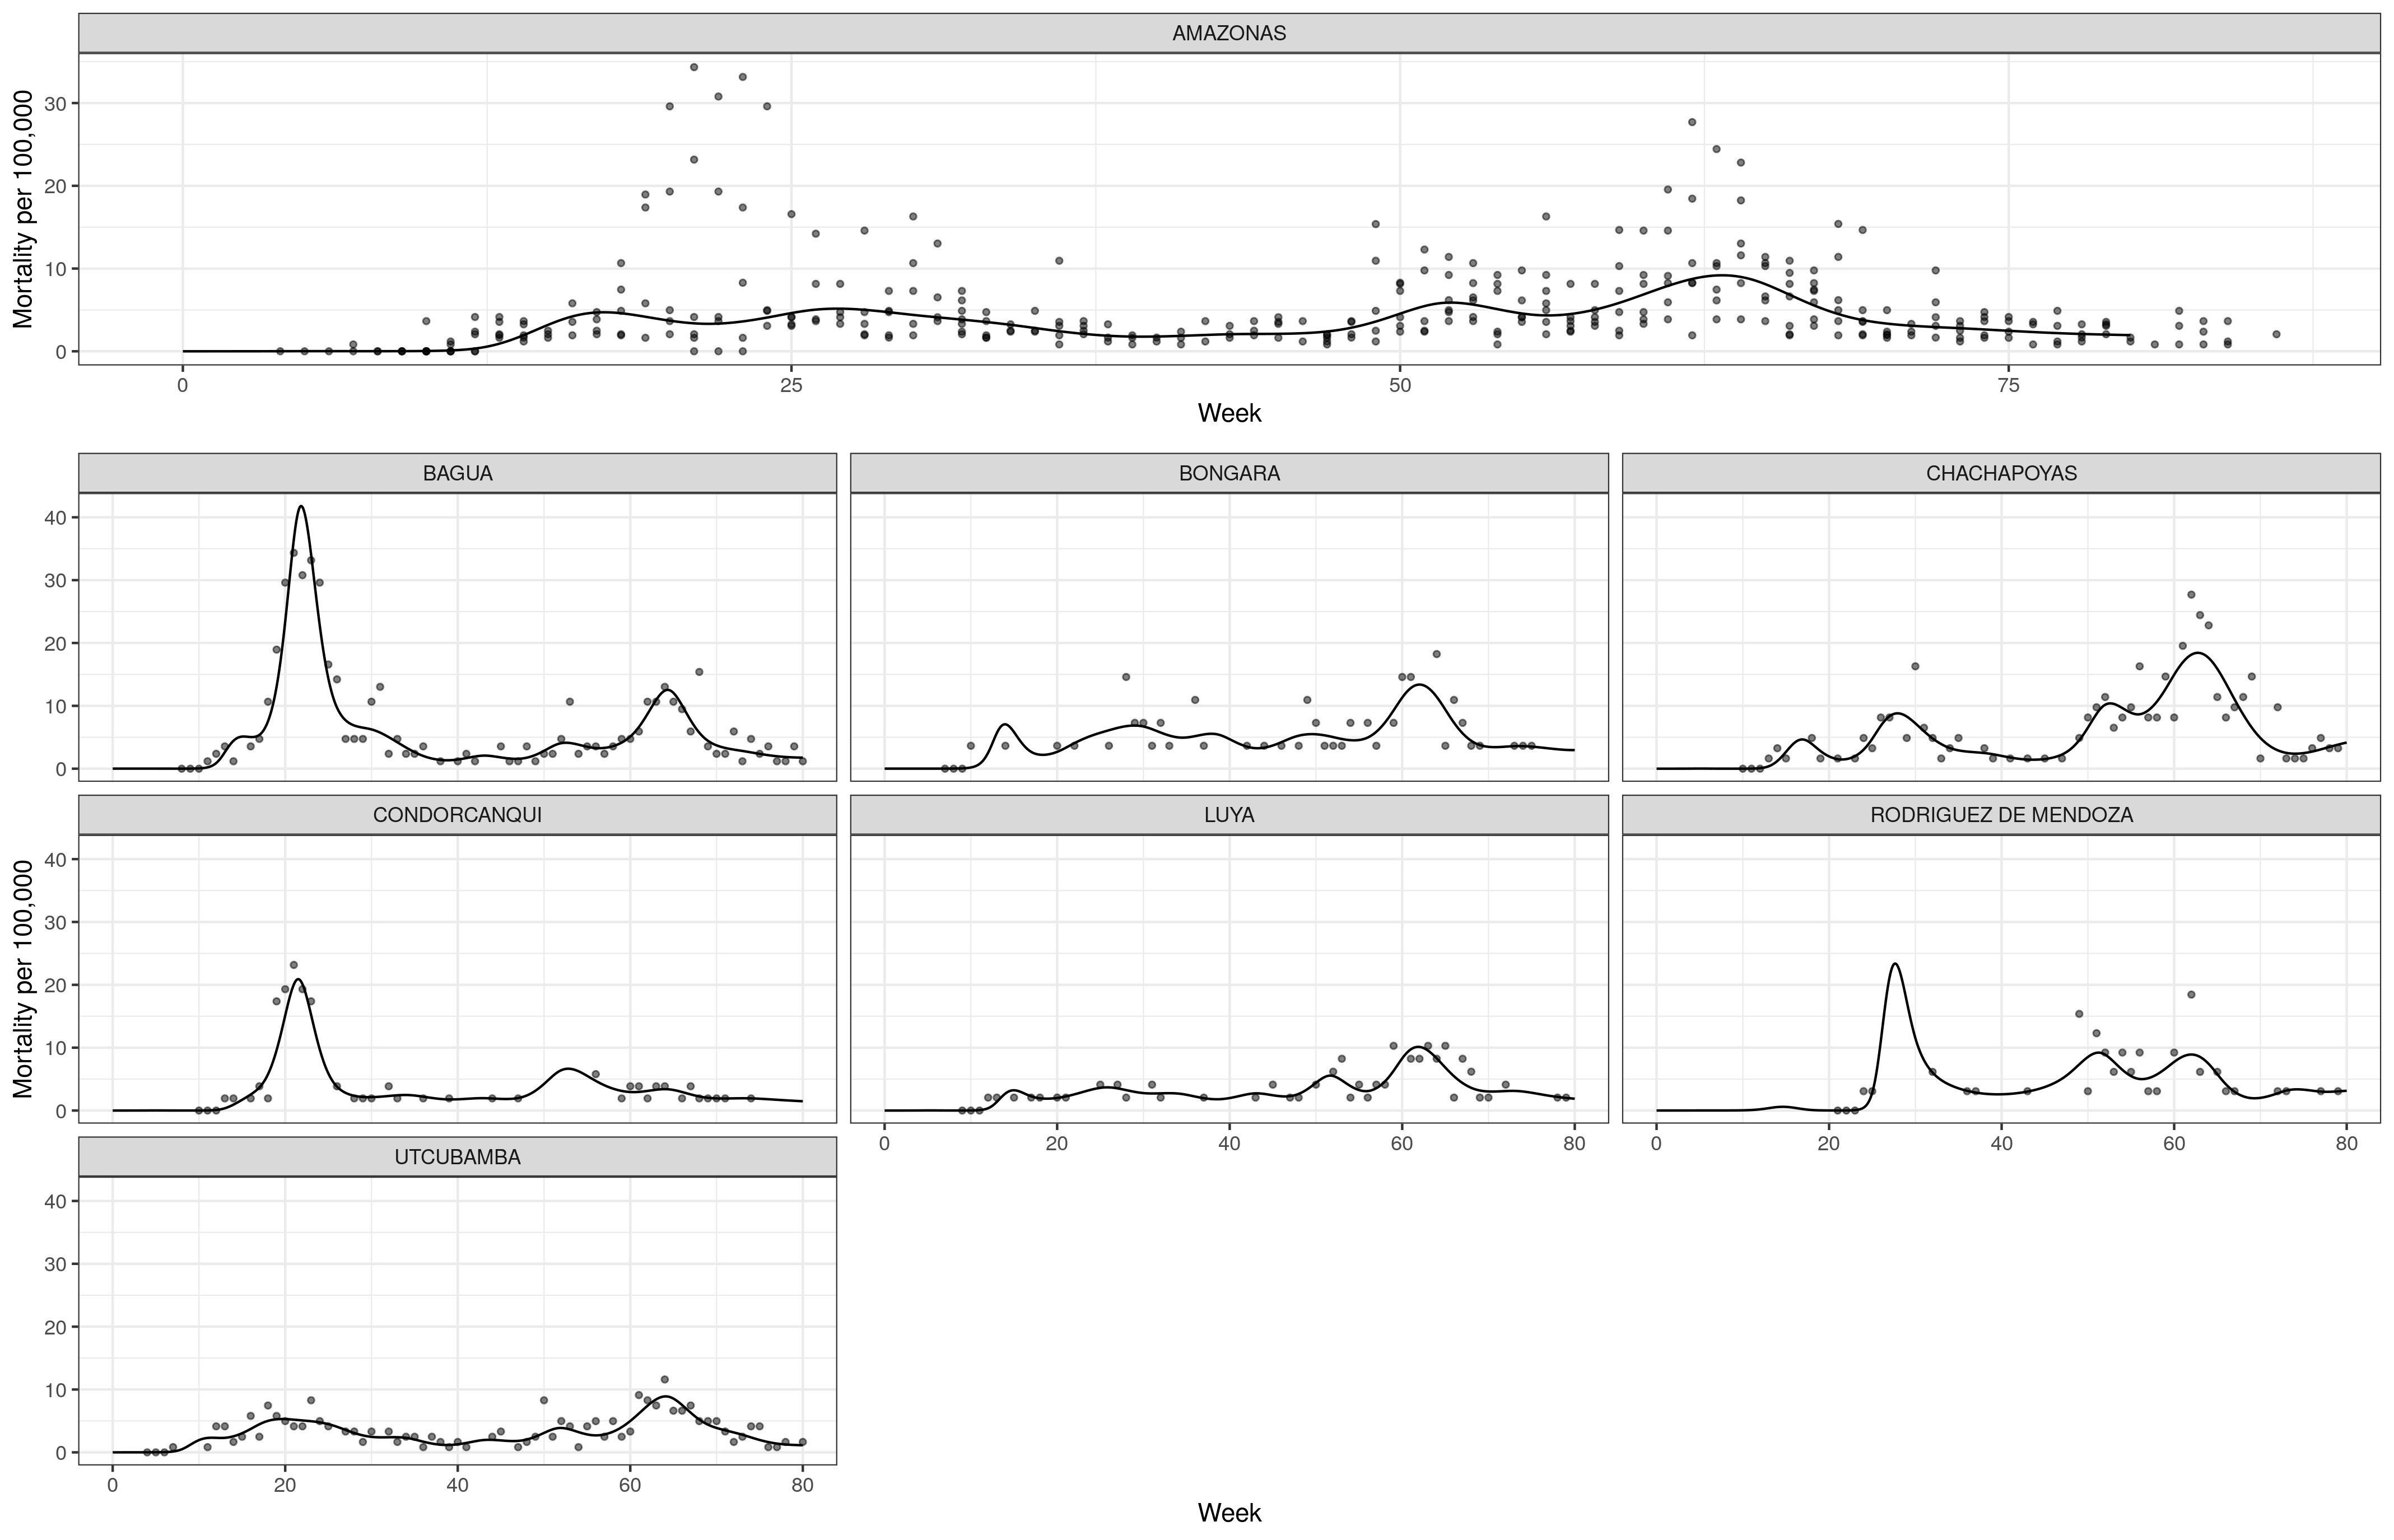 AMAZONAS
Mortality per 100,000
30
20
10
0
0 25 50 75
Week
BAGUA BONGARA CHACHAPOYAS
40
30
20
10
0
CONDORCANQUI LUYA RODRIGUEZ DE MENDOZA
Mortality per 100,000
40
30
20
10
0
0 20 40 60 80 0 20 40 60 80
UTCUBAMBA
40
30
20
10
0
0 20 40 60 80
Week